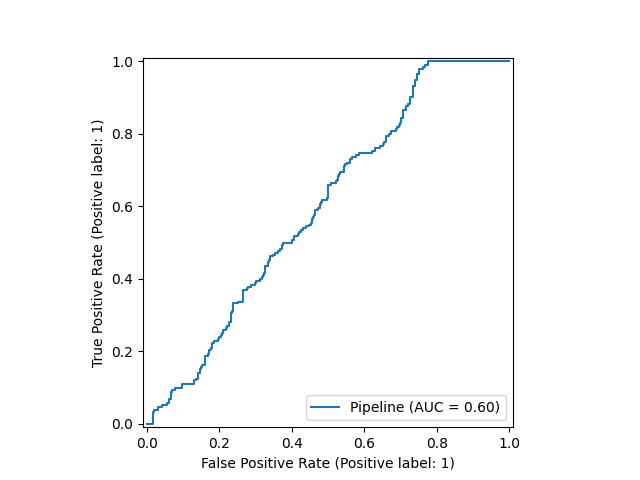 1.0
0.8
0.6
0.4
0.2
0.0
True Positive Rate (Positive label: 1)
Pipeline (AUC = 0.60)
0.0 0.2 0.4 0.6 0.8 1.0
False Positive Rate (Positive label: 1)